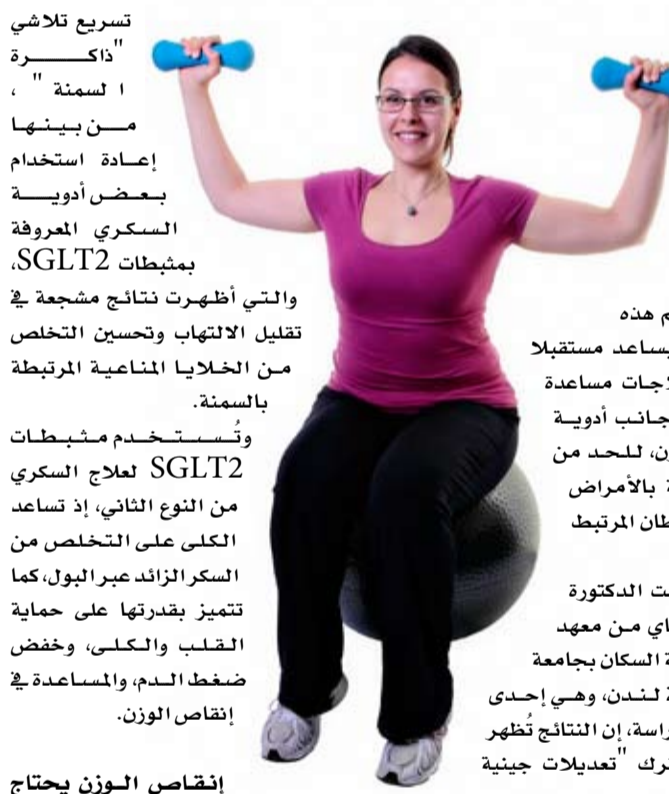 م هذه
يساعد مستقبلا
لاجات مساعدة
جانب أدوية
ون، للحد من
ة بالأمراض
طان المرتبط
ت الدكتورة
اي من معهد
ة السكان بجامعة
ة لندن، وهي إحدى
راسة، إن النتائج تُظهر
ترك "تعديلات جينية
تسريع تلاشي
"ذاكرة
السمنة"،
من بينها
إعادة استخدام
بعض أدوية
السكري المعروفة
بمثبطات SGLT2،
والتي أظهرت نتائج مشجعة في
تقليل الالتهاب وتحسين التخلص
من الخلايا المناعية المرتبطة
بالسمنة.
وتُستخدم مثبطات
SGLT2 لعلاج السكري
من النوع الثاني، إذ تساعد
الكلى على التخلص من
السكر الزائد عبر البول، كما
تتميز بقدرتها على حماية
القلب والكلى، وخفض
ضغط الدم، والمساعدة في
إنقاص الوزن.
إنقاص الوزن يحتاج